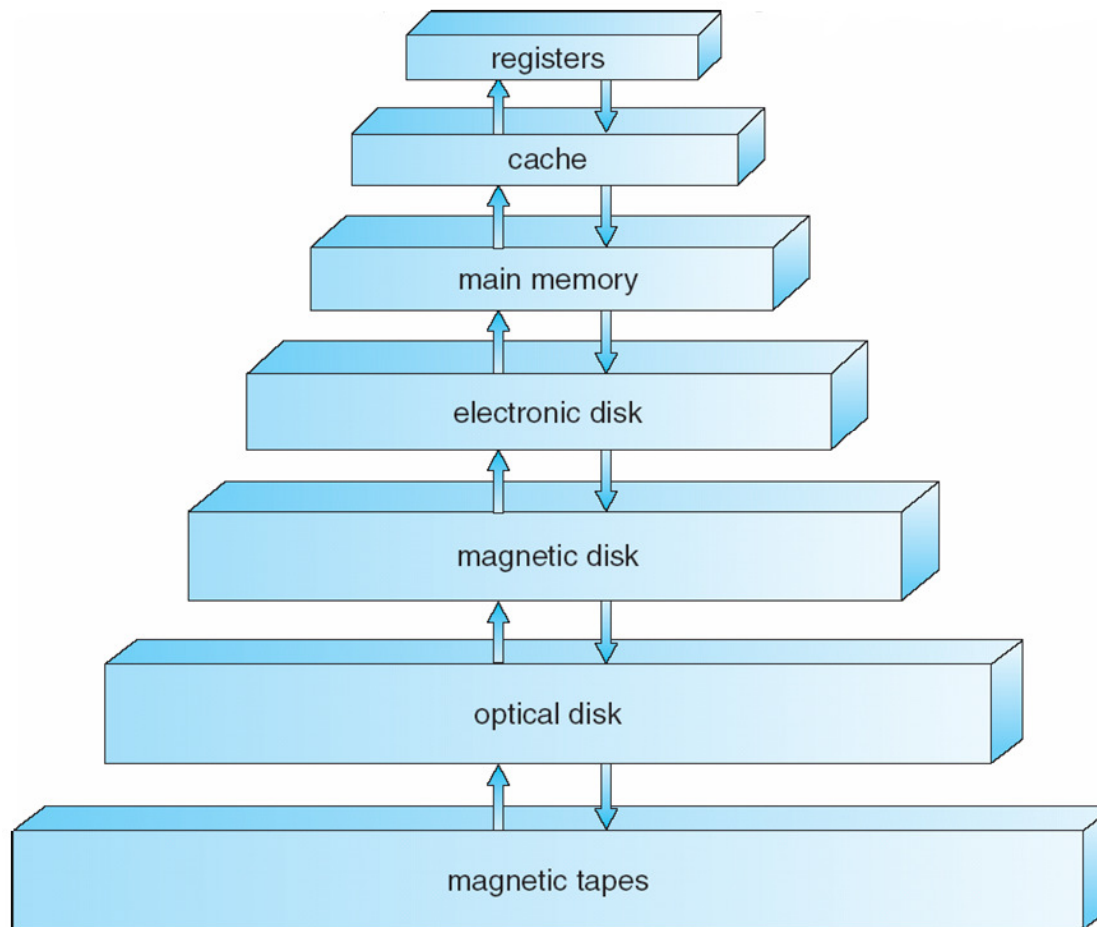 registers
cache
main memory
electronic disk
magnetic disk
optical disk
magnetic tapes